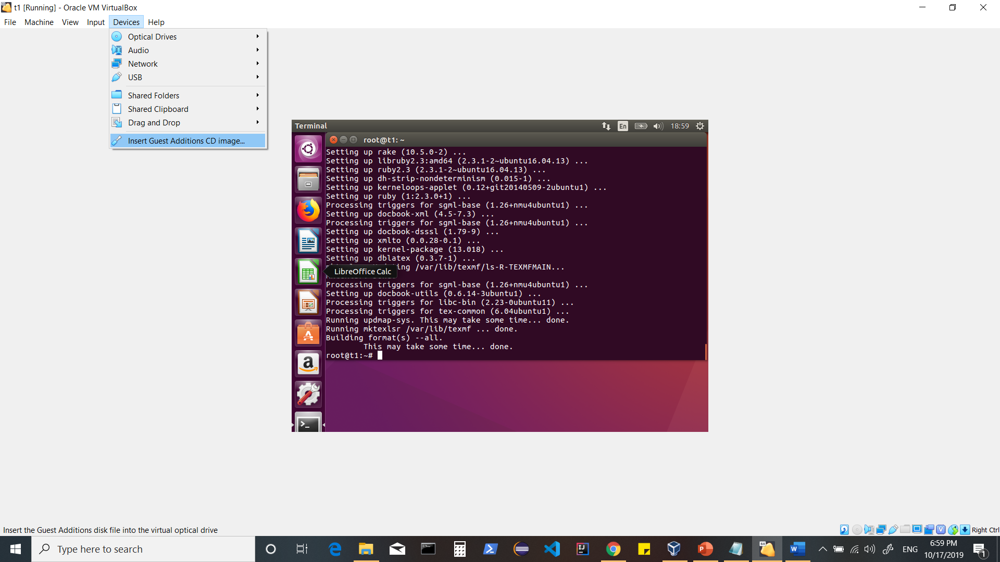 t1 [Running] - Oracle VM VirtualBox
File Machine View Input Devices Help
Optical Drives
Audio
Network
USB
Shared Folders
Shared Clipboard
Drag and Drop
Insert Guest Additions CD image...
Terminal
En
18:59
root@t1: ~
Setting up rake (10.5.0-2) ...
Setting up libruby2.3:amd64 (2.3.1-2~ubuntu16.04.13) ...
Setting up ruby2.3 (2.3.1-2~ubuntu16.04.13) ...
Setting up dh-strip-nondeterminism (0.015-1) ...
Setting up kerneloops-applet (0.12+git20140509-2ubuntu1) ...
Setting up ruby (1:2.3.0+1) ...
Processing triggers for sgml-base (1.26+nmu4ubuntu1) ...
Setting up docbook-xml (4.5-7.3) ...
Processing triggers for sgml-base (1.26+nmu4ubuntu1) ...
Setting up docbook-dsssl (1.79-9) ...
Setting up xmlto (0.0.28-0.1) ...
Setting up kernel-package (13.018) ...
Setting up dblatex (0.3.7-1) ...
/var/lib/texmf/ls-R-TEXMFMAIN...
LibreOffice Calc
Processing triggers for sgml-base (1.26+nmu4ubuntu1) ...
Setting up docbook-utils (0.6.14-3ubuntu1) ...
Processing triggers for libc-bin (2.23-0ubuntu11) ...
Processing triggers for tex-common (6.04ubuntu1) ...
Running updmap-sys. This may take some time... done.
Running mktexlsr /var/lib/texmf ... done.
Building format(s) --all.
This may take some time... done.
root@t1:~#
Insert the Guest Additions disk file into the virtual optical drive
Right Ctrl
Type here to search
ENG
6:59 PM
10/17/2019
1